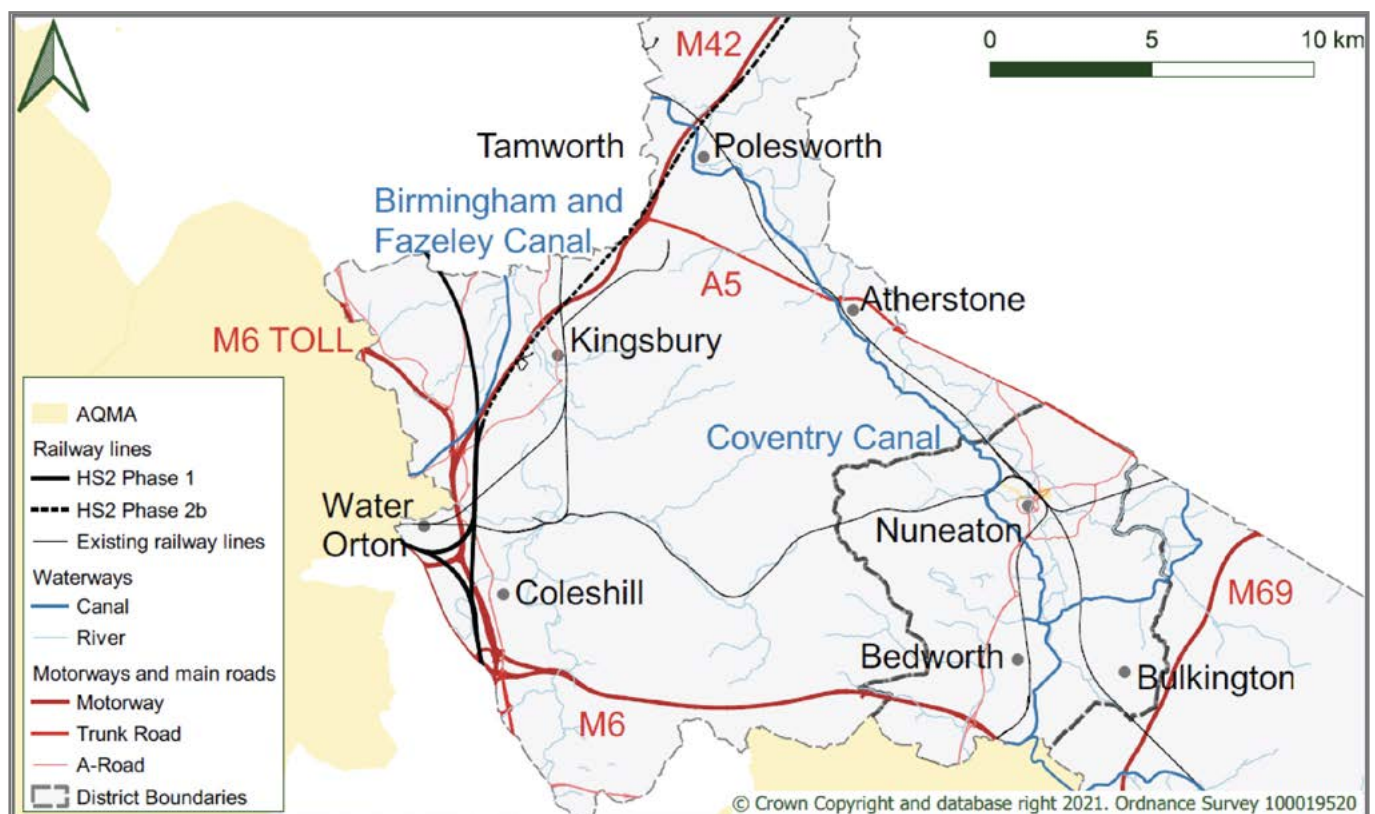 M42
0 5 10 km
Tamworth
Polesworth
Birmingham and
Fazeley Canal
A5
Atherstone
M6 TOLL
Kingsbury
AQMA
Railway lines
HS2 Phase 1
HS2 Phase 2b
Existing railway lines
Waterways
Canal
River
Motorways and main roads
Motorway
Trunk Road
A-Road
District Boundaries
Coventry Canal
Water
Orton
Nuneaton
Coleshill
M69
Bedworth
Bulkington
M6
© Crown Copyright and database right 2021. Ordnance Survey 100019520